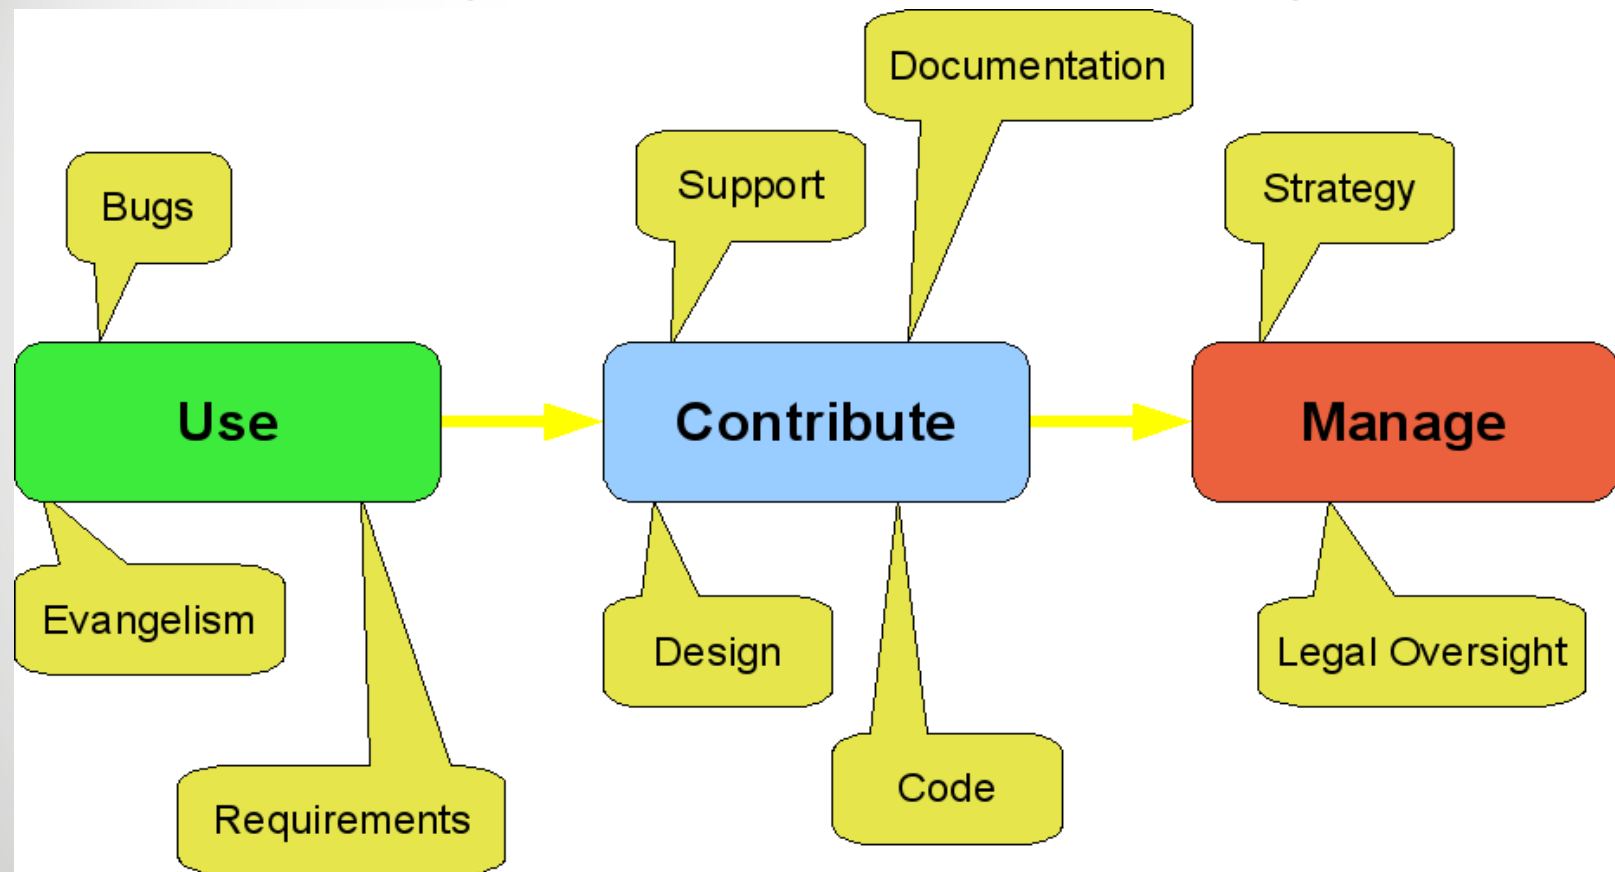 Documentation
Support
Strategy
Bugs
Use
Contribute
Manage
Evangelism
Design
Legal Oversight
Code
Requirements